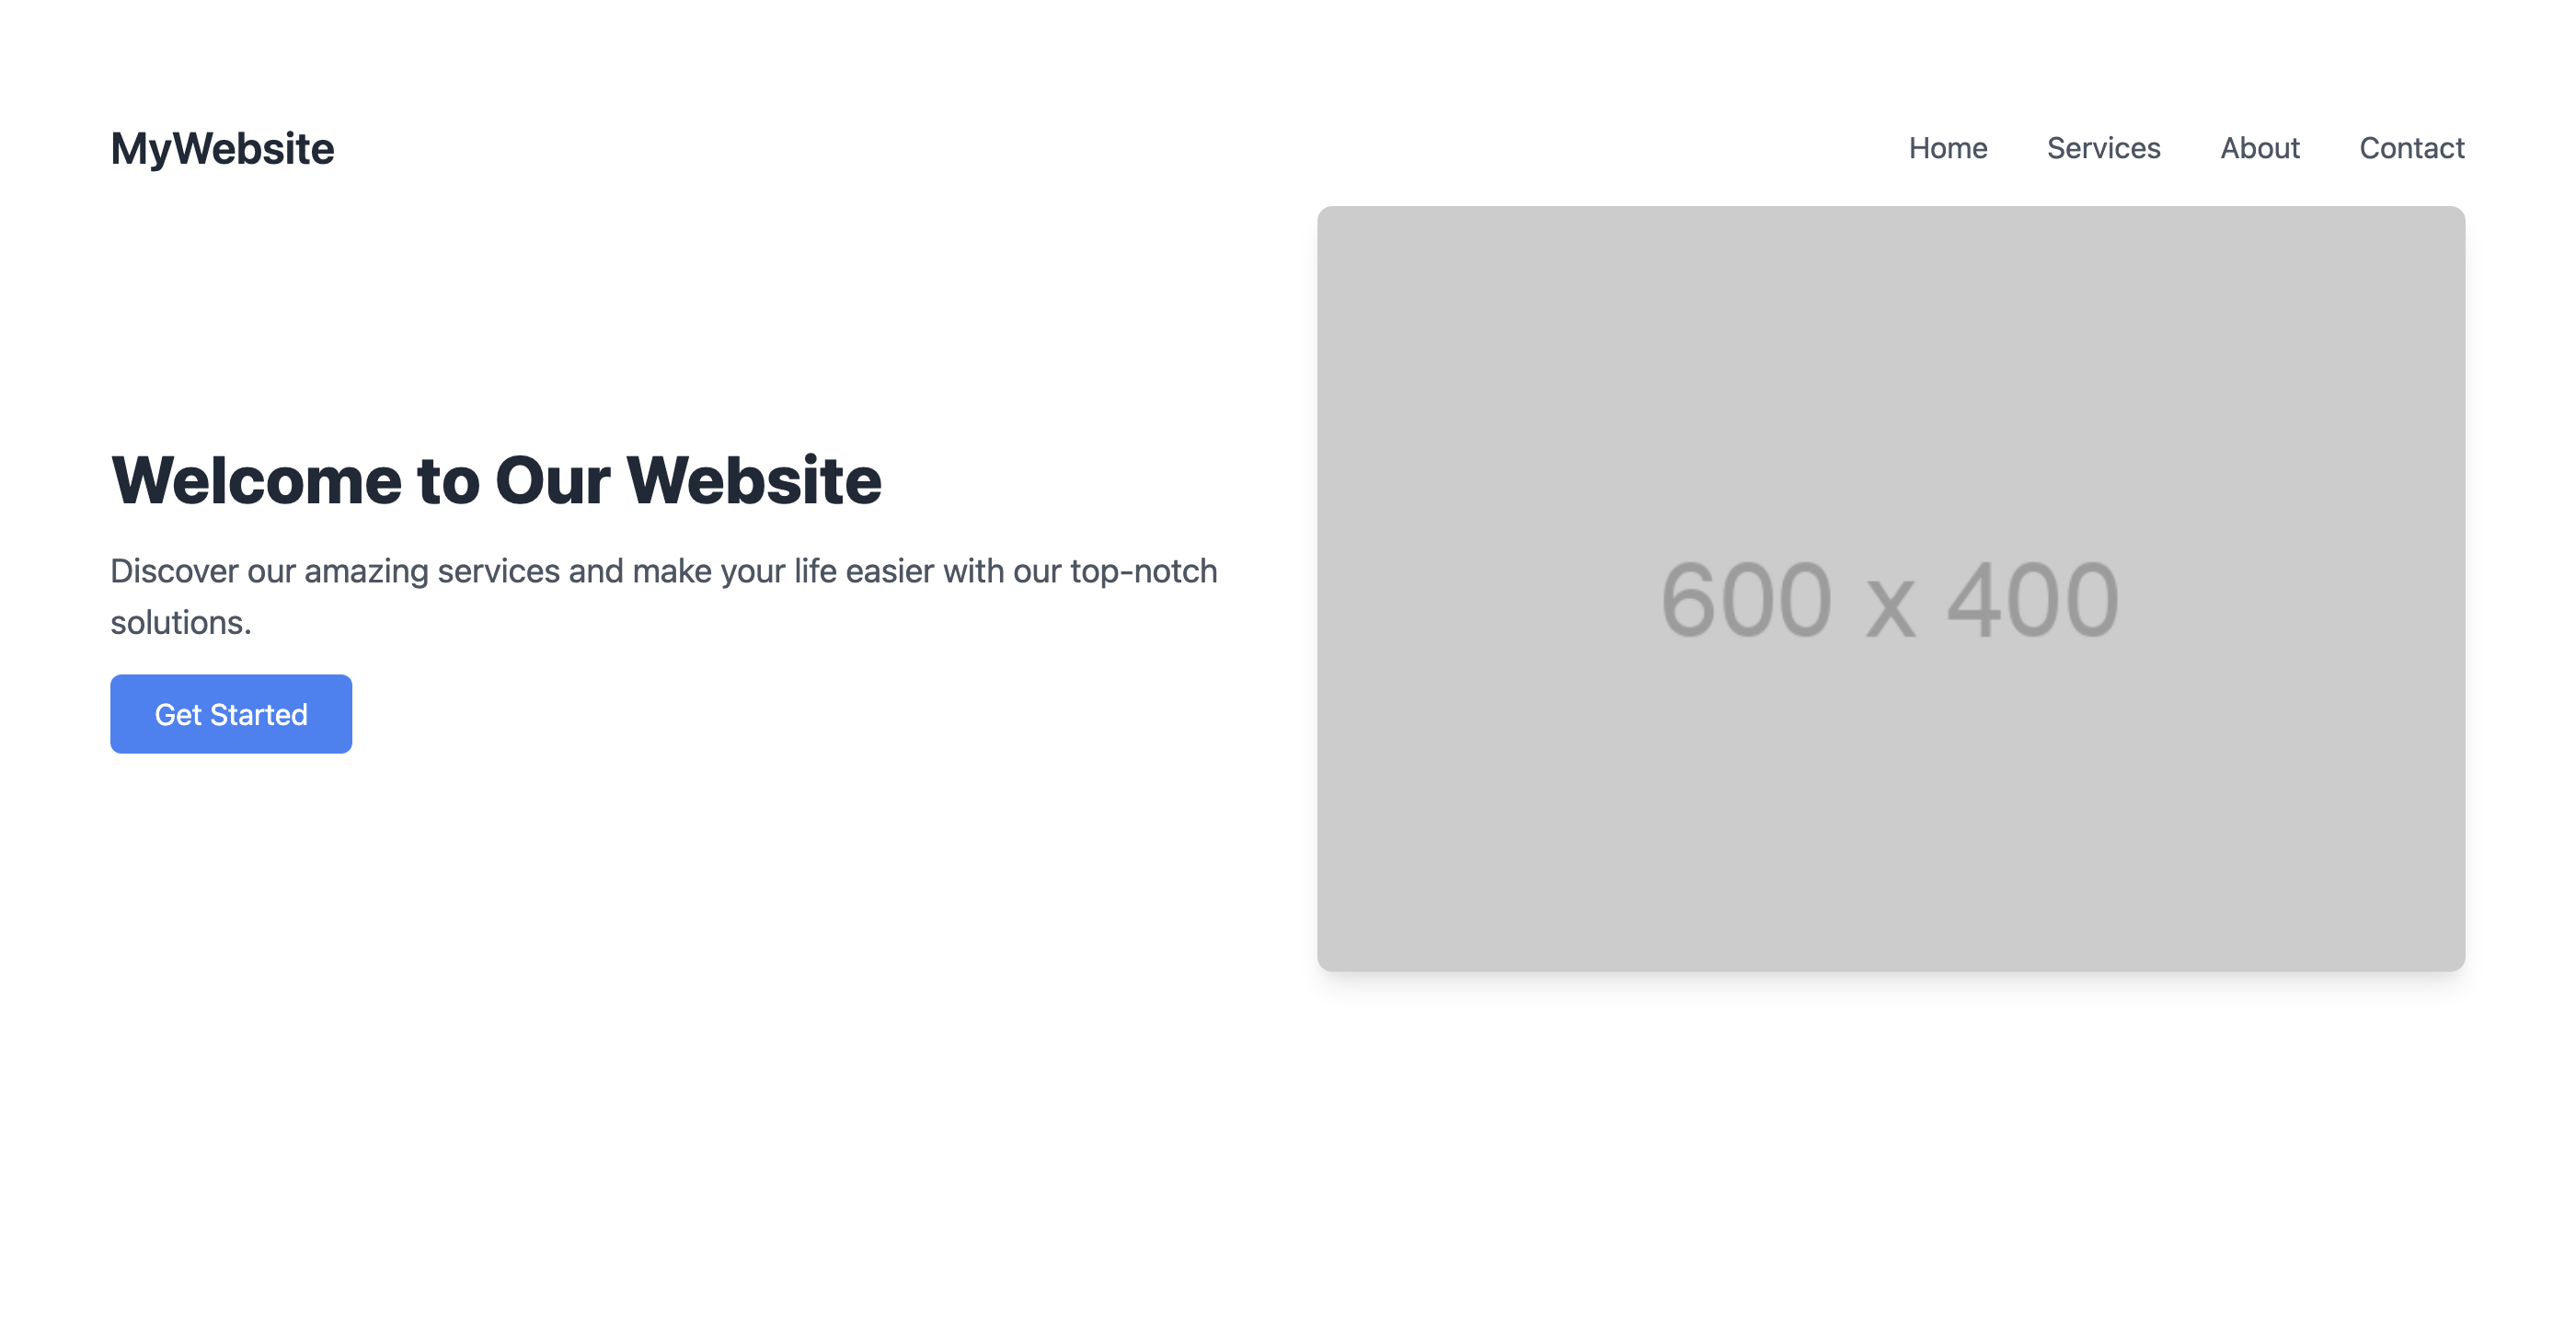 MyWebsite
Home Services About Contact
Welcome to Our Website
Discover our amazing services and make your life easier with our top-notch
solutions.
Get Started
600 x 400